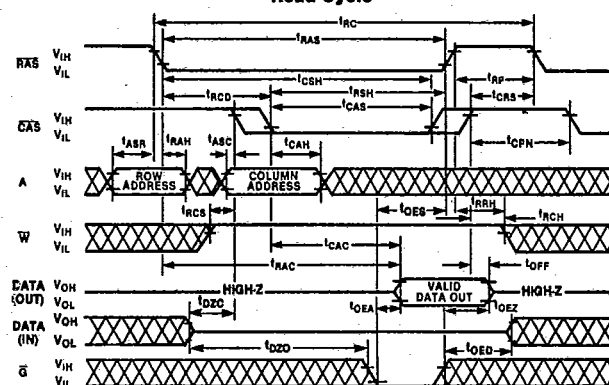 Read Cycle
tRC
tRAS
RAS VIH
VIL
tCSH
tRP
tRCD
tRSH
tCRS
CAS VIH
VIL
tCAS
tCPN
tASR
tRAH
tASC
tCAH
A VIH
VIL
ROW ADDRESS
COLUMN ADDRESS
tRCS
tOES
tRRH
tRCH
W VIH
VIL
tCAC
tRAC
tOFF
DATA (OUT) VOH
VOL
HIGH-Z
VALID DATA OUT
HIGH-Z
tDZC
tOEA
tOEZ
DATA (IN) VOH
VOL
tDZO
tOED
G VIH
VIL